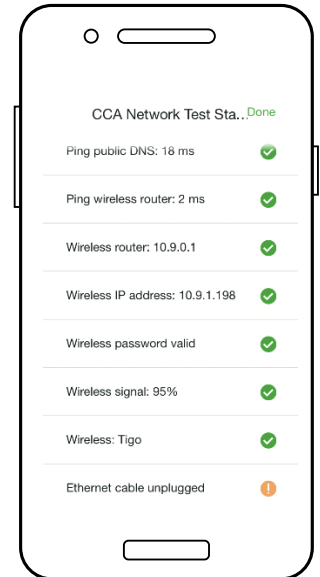 CCA Network Test Sta... Done
Ping public DNS: 18 ms
Ping wireless router: 2 ms
Wireless router: 10.9.0.1
Wireless IP address: 10.9.1.198
Wireless password valid
Wireless signal: 95%
Wireless: Tigo
Ethernet cable unplugged